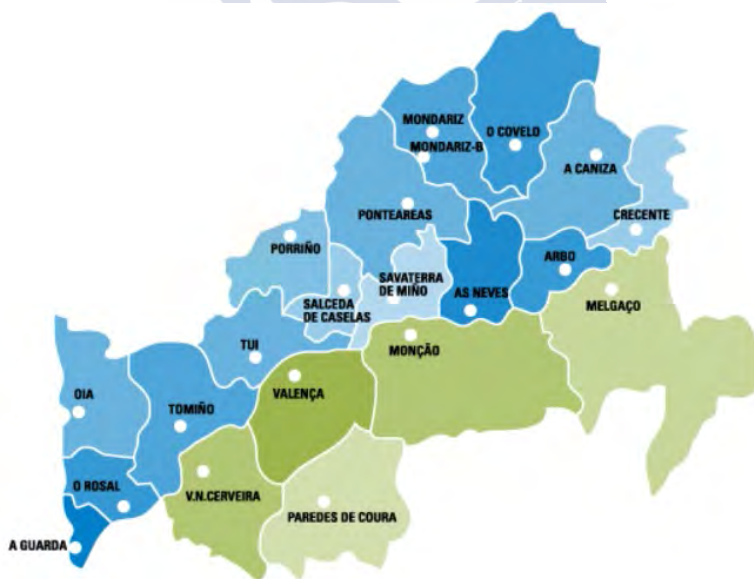 MONDARIZ
MONDARIZ-B
O COVELO
A CANIZA
PONTEAREAS
CRECENTE
PORRIÑO
ARBO
SAVATERRA
DE MIÑO
AS NEVES
SALCEDA
DE CASELAS
MELGAÇO
TUI
MONÇÃO
VALENÇA
OIA
TOMIÑO
O ROSAL
V.N.CERVEIRA
PAREDES DE COURA
A GUARDA